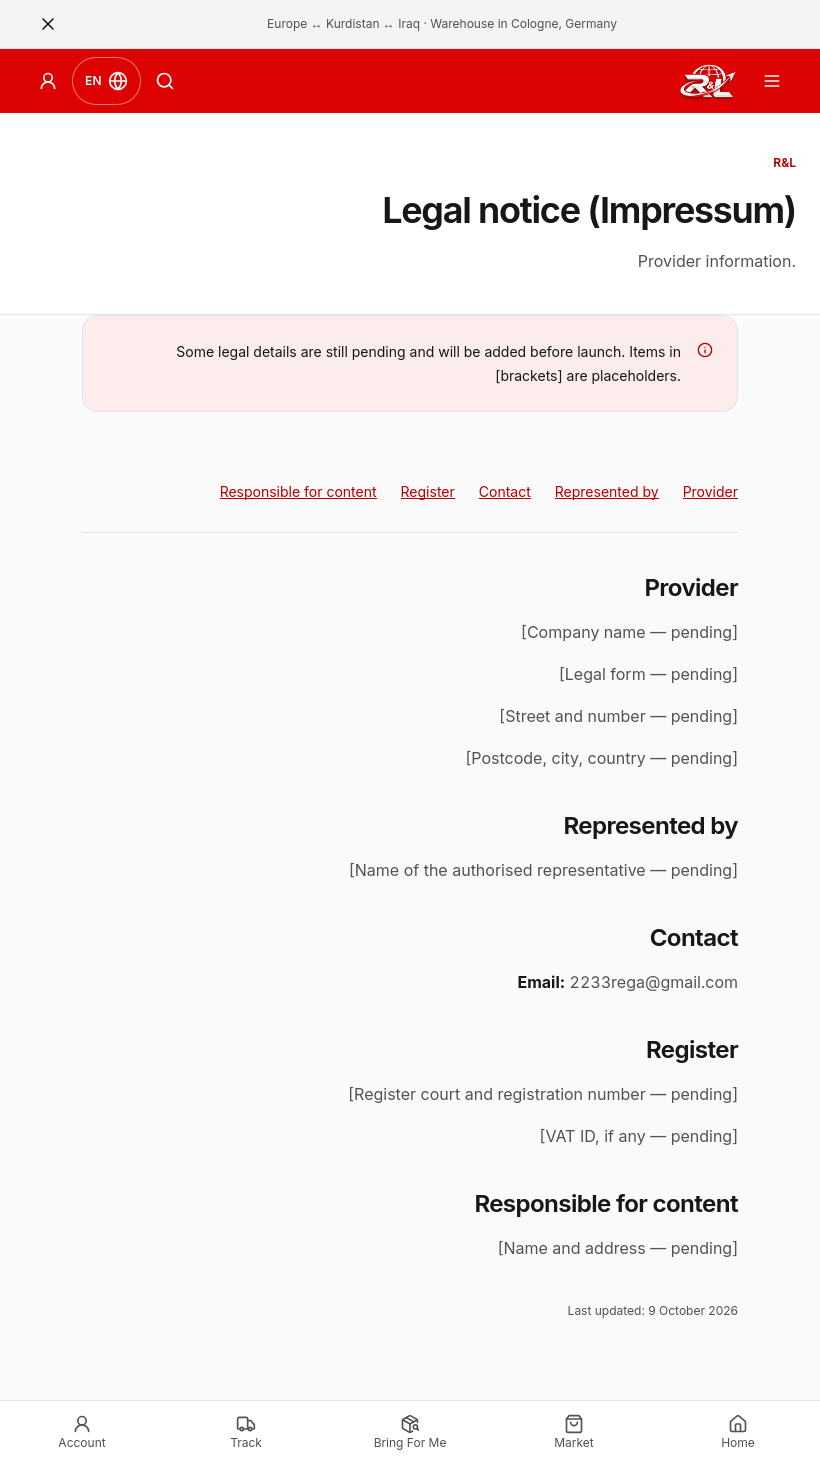 Europe ↔ Kurdistan ↔ Iraq · Warehouse in Cologne, Germany
EN
R&L
R&L
Legal notice (Impressum)
Provider information.
Some legal details are still pending and will be added before launch. Items in
[brackets] are placeholders.
Responsible for content Register Contact Represented by Provider
Provider
[Company name — pending]
[Legal form — pending]
[Street and number — pending]
[Postcode, city, country — pending]
Represented by
[Name of the authorised representative — pending]
Contact
Email: 2233rega@gmail.com
Register
[Register court and registration number — pending]
[VAT ID, if any — pending]
Responsible for content
[Name and address — pending]
Last updated: 9 October 2026
Account Track Bring For Me Market Home